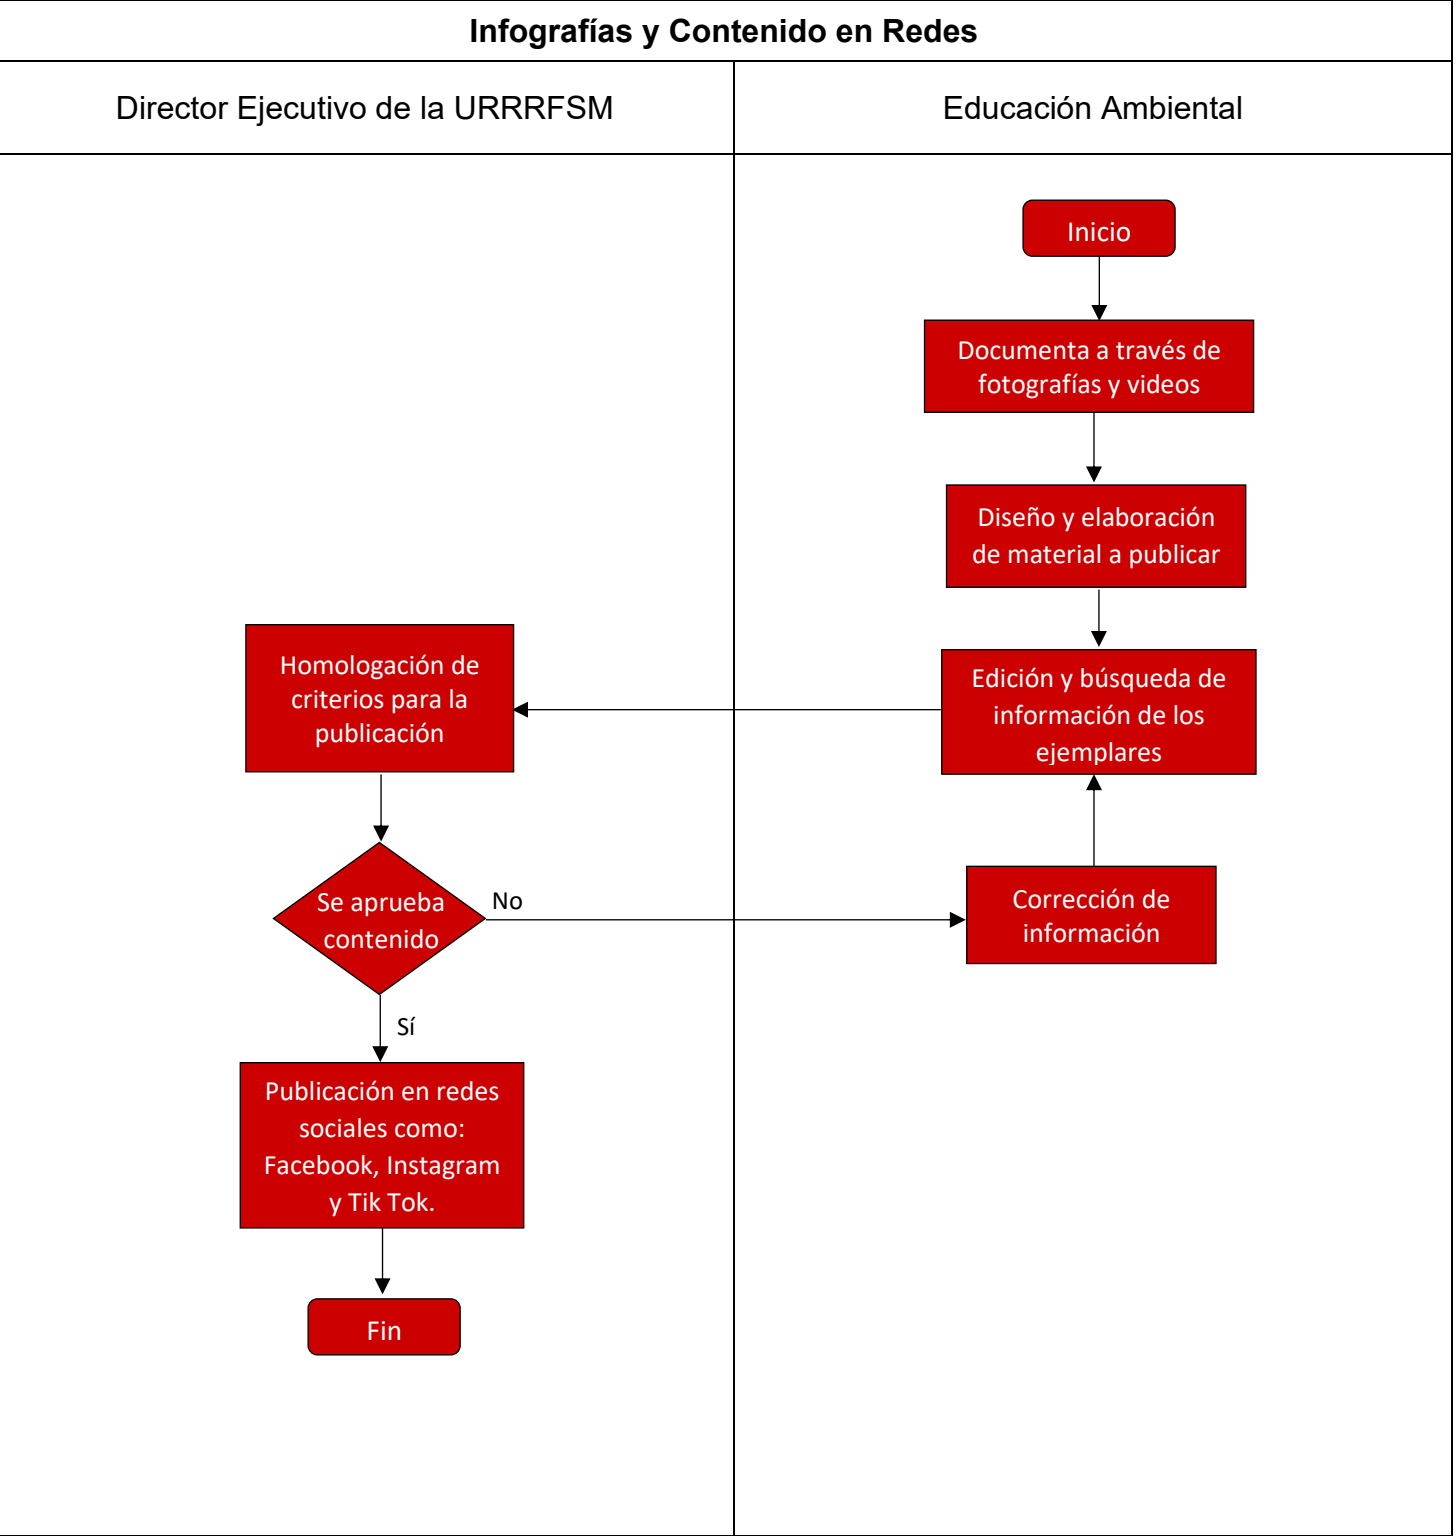 Infografías y Contenido en Redes
Director Ejecutivo de la URRRFSM
Educación Ambiental
Inicio
Documenta a través de
fotografías y videos
Diseño y elaboración
de material a publicar
Edición y búsqueda de
información de los
ejemplares
Homologación de
criterios para la
publicación
Se aprueba
contenido
No
Corrección de
información
Sí
Publicación en redes
sociales como:
Facebook, Instagram
y Tik Tok.
Fin